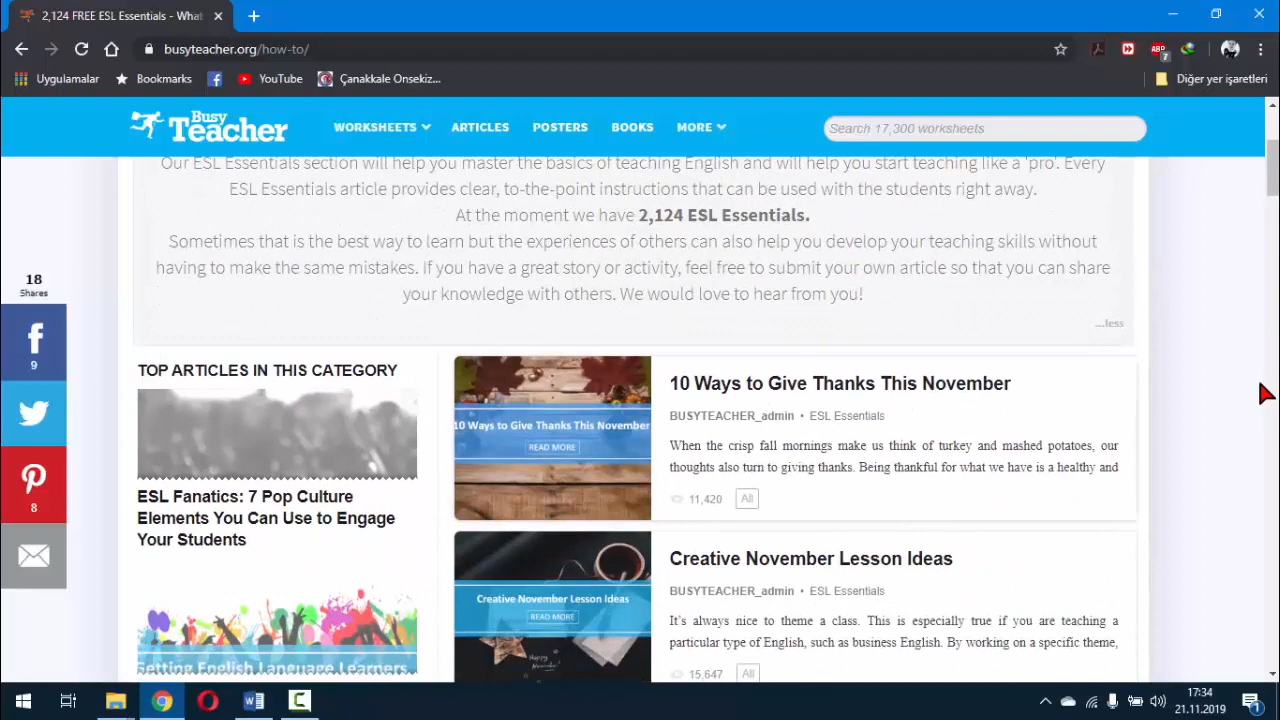 2,124 FREE ESL Essentials - What
busyteacher.org/how-to/
ABP
7
Uygulamalar
Bookmarks
YouTube
Çanakkale Onsekiz...
Diğer yer işaretleri
Busy
Teacher
WORKSHEETS
ARTICLES
POSTERS
BOOKS
MORE
Search 17,300 worksheets
Our ESL Essentials section will help you master the basics of teaching English and will help you start teaching like a 'pro'. Every
ESL Essentials article provides clear, to-the-point instructions that can be used with the students right away.
At the moment we have 2,124 ESL Essentials.
Sometimes that is the best way to learn but the experiences of others can also help you develop your teaching skills without
having to make the same mistakes. If you have a great story or activity, feel free to submit your own article so that you can share
your knowledge with others. We would love to hear from you!
...less
18
Shares
9
8
TOP ARTICLES IN THIS CATEGORY
ESL Fanatics: 7 Pop Culture
Elements You Can Use to Engage
Your Students
Getting English Language Learners
10 Ways to Give Thanks This November
READ MORE
10 Ways to Give Thanks This November
BUSYTEACHER_admin • ESL Essentials
When the crisp fall mornings make us think of turkey and mashed potatoes, our
thoughts also turn to giving thanks. Being thankful for what we have is a healthy and
11,420
All
Creative November Lesson Ideas
READ MORE
Creative November Lesson Ideas
BUSYTEACHER_admin • ESL Essentials
It's always nice to theme a class. This is especially true if you are teaching a
particular type of English, such as business English. By working on a specific theme,
15,647
All
17:34
21.11.2019
1